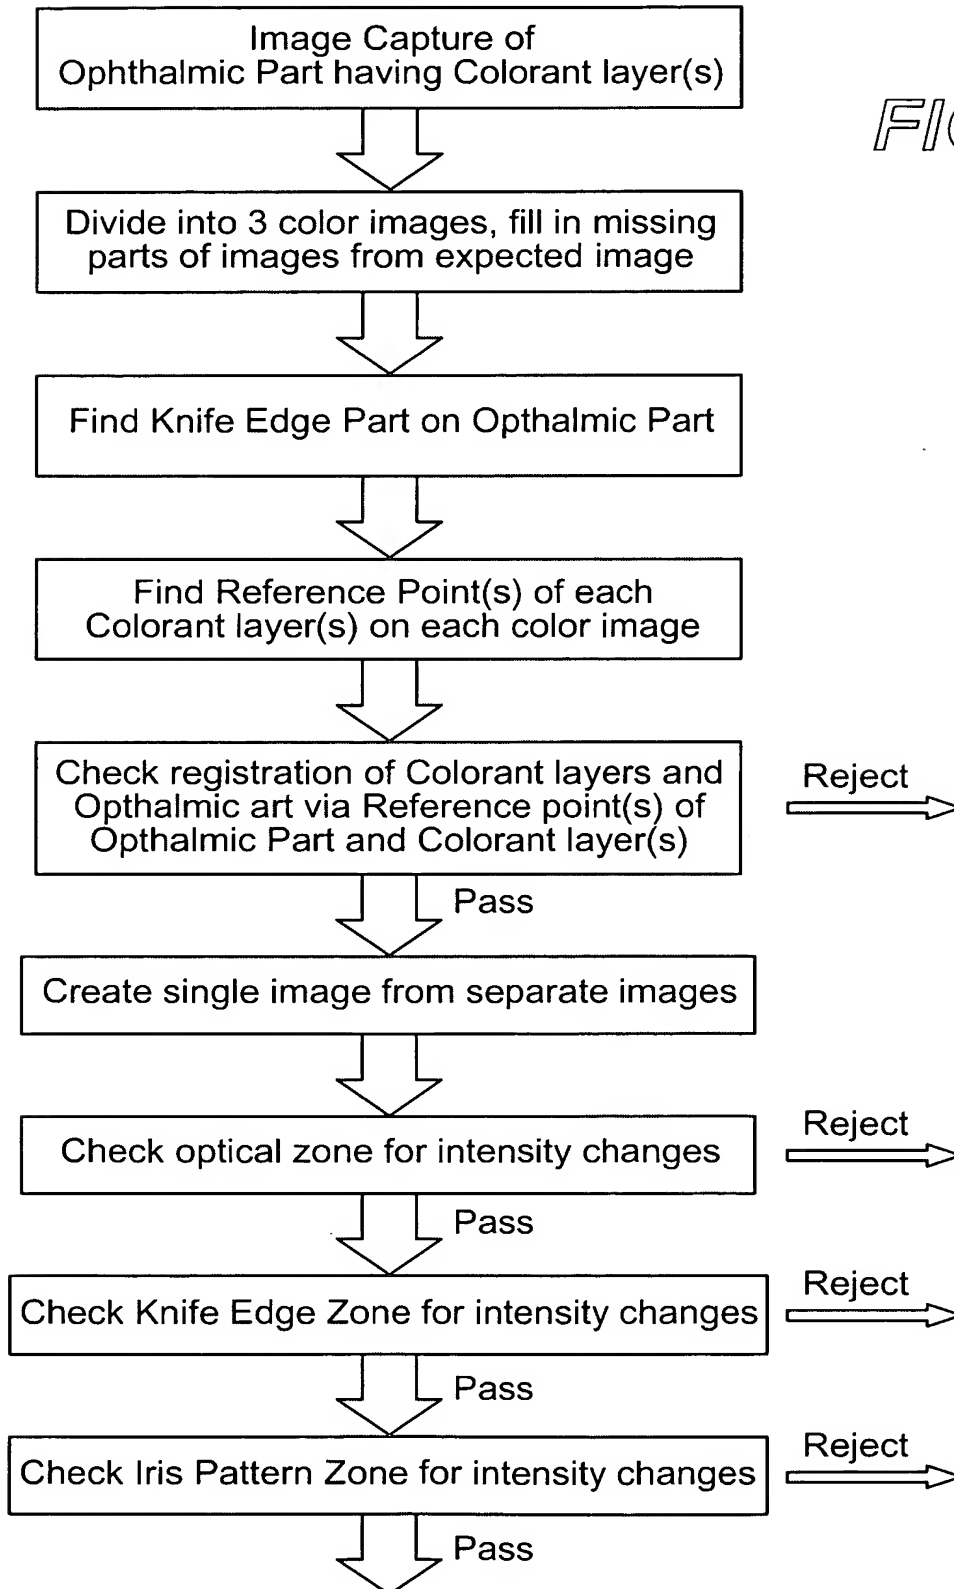 Image Capture of
Ophthalmic Part having Colorant layer(s)
Divide into 3 color images, fill in missing
parts of images from expected image
Find Knife Edge Part on Opthalmic Part
Find Reference Point(s) of each
Colorant layer(s) on each color image
Check registration of Colorant layers and
Opthalmic art via Reference point(s) of
Opthalmic Part and Colorant layer(s)
Reject
Pass
Create single image from separate images
Check optical zone for intensity changes
Reject
Pass
Check Knife Edge Zone for intensity changes
Reject
Pass
Check Iris Pattern Zone for intensity changes
Reject
Pass